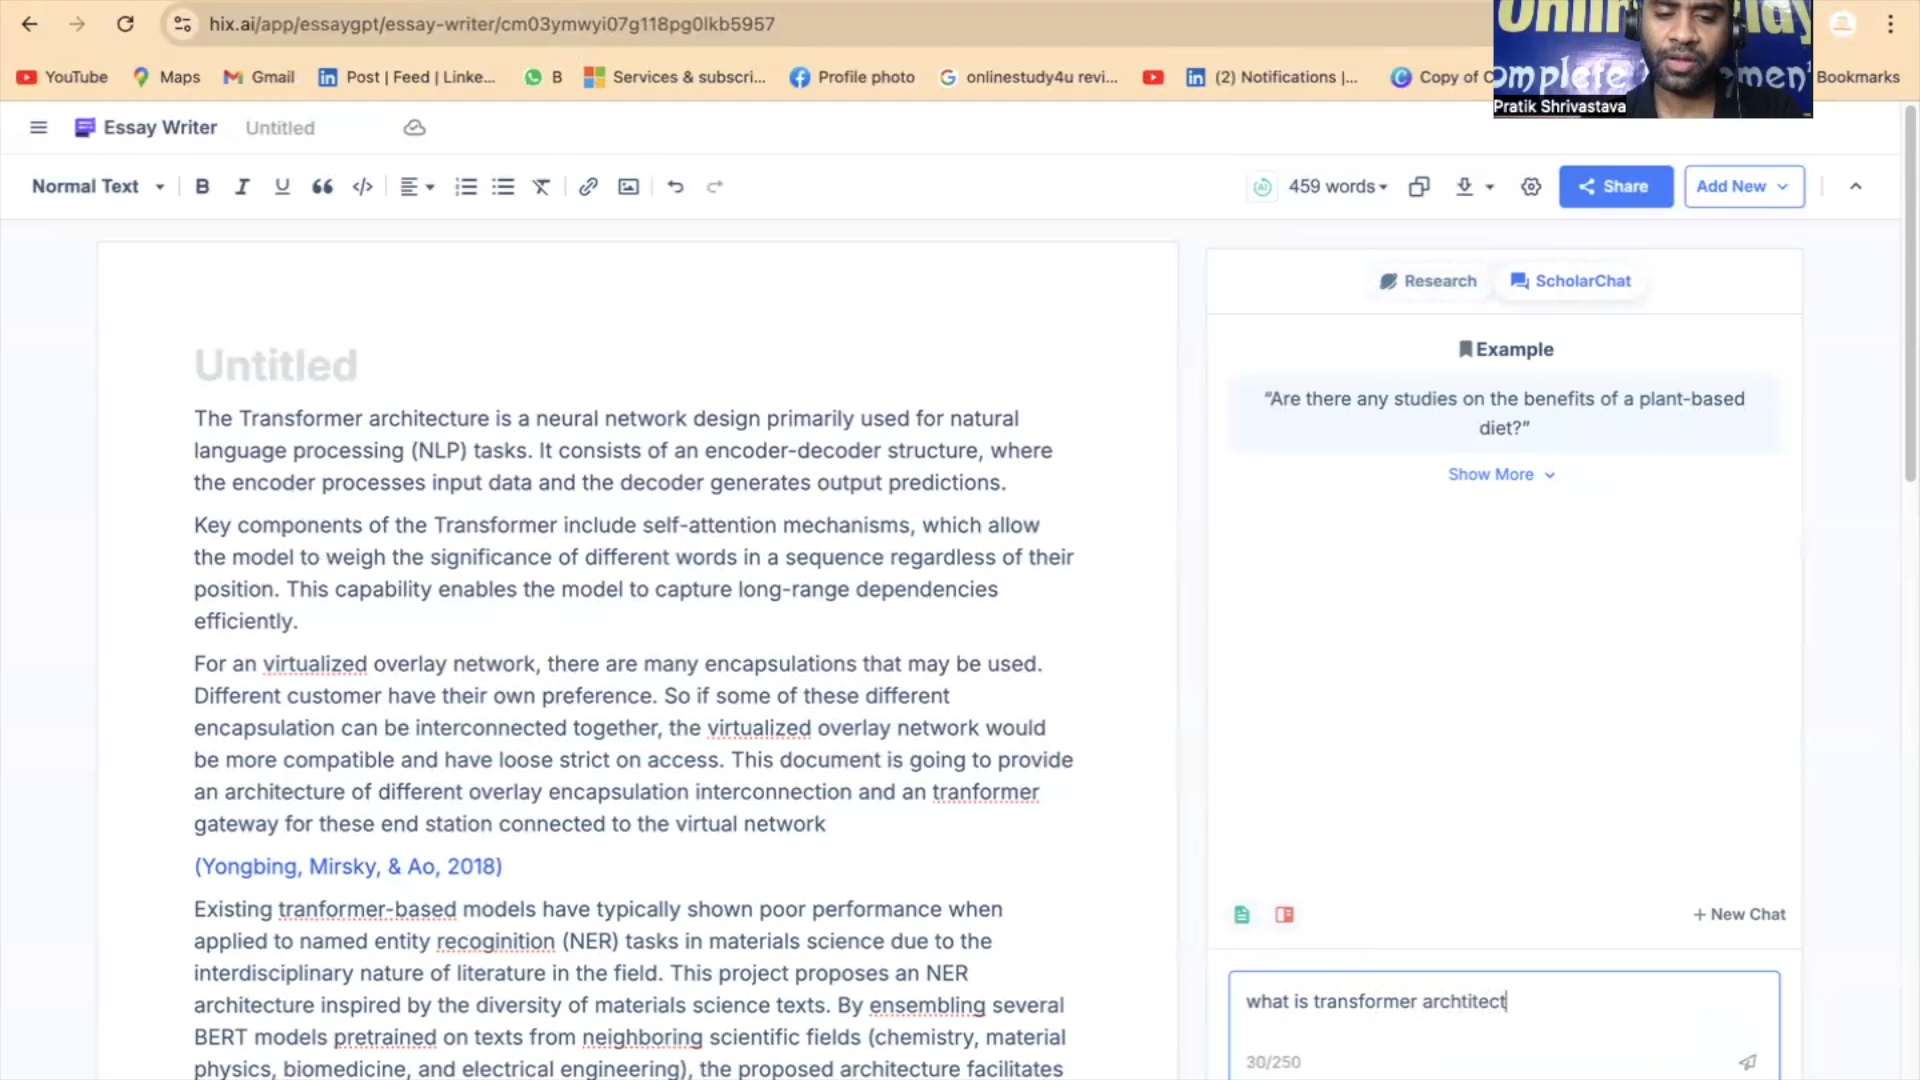 hix.ai/app/essaygpt/essay-writer/cm03ymwyi07g118pg0lkb5957
YouTube Maps Gmail Post | Feed | Linke... B Services & subscri... Profile photo onlinestudy4u revi... (2) Notifications |... Copy of C Bookmarks
Pratik Shrivastava
Essay Writer Untitled
Normal Text B I U 459 words Share Add New
Research ScholarChat
Example
“Are there any studies on the benefits of a plant-based
diet?”
Show More
Untitled
The Transformer architecture is a neural network design primarily used for natural
language processing (NLP) tasks. It consists of an encoder-decoder structure, where
the encoder processes input data and the decoder generates output predictions.
Key components of the Transformer include self-attention mechanisms, which allow
the model to weigh the significance of different words in a sequence regardless of their
position. This capability enables the model to capture long-range dependencies
efficiently.
For an virtualized overlay network, there are many encapsulations that may be used.
Different customer have their own preference. So if some of these different
encapsulation can be interconnected together, the virtualized overlay network would
be more compatible and have loose strict on access. This document is going to provide
an architecture of different overlay encapsulation interconnection and an tranformer
gateway for these end station connected to the virtual network
(Yongbing, Mirsky, & Ao, 2018)
Existing tranformer-based models have typically shown poor performance when
applied to named entity recoginition (NER) tasks in materials science due to the
interdisciplinary nature of literature in the field. This project proposes an NER
architecture inspired by the diversity of materials science texts. By ensembling several
BERT models pretrained on texts from neighboring scientific fields (chemistry, material
physics, biomedicine, and electrical engineering), the proposed architecture facilitates
+ New Chat
what is transformer archtitect
30/250